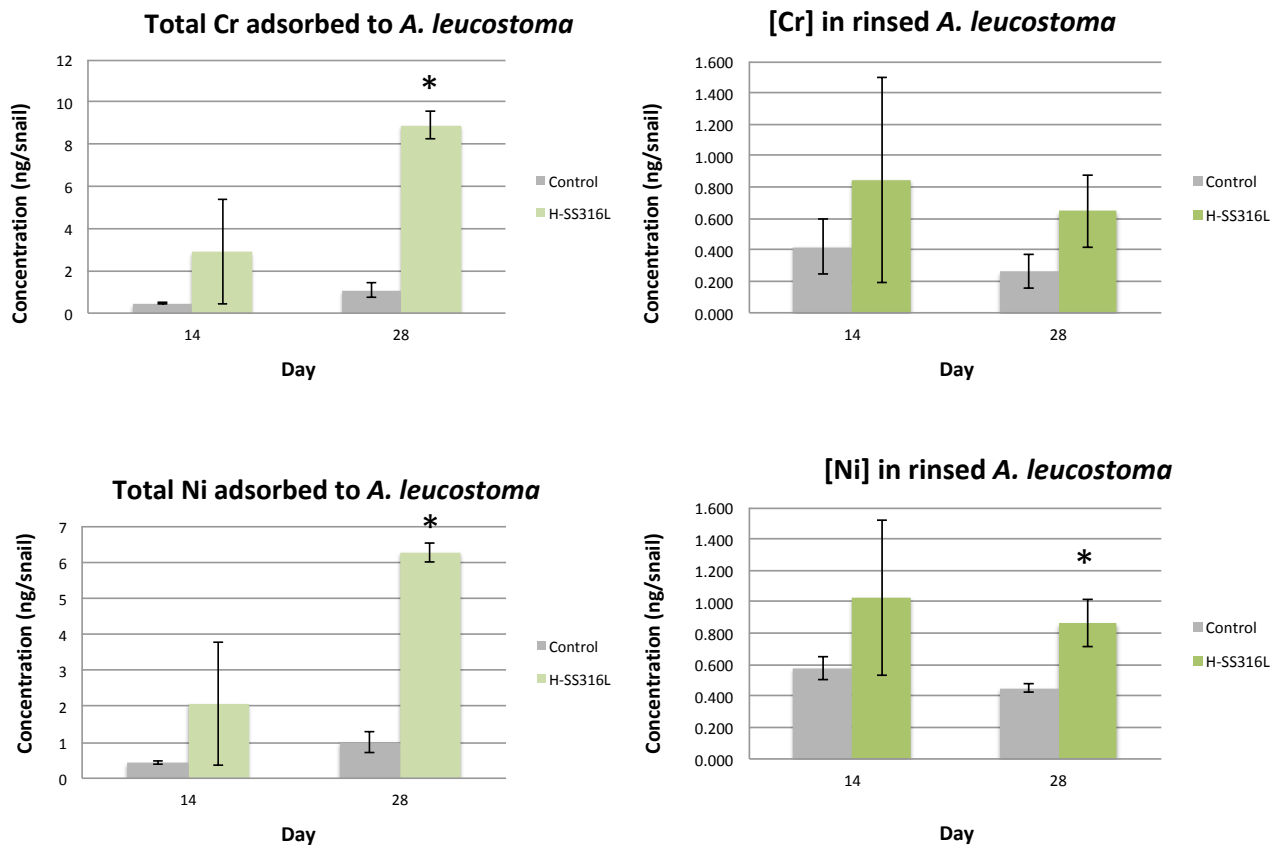 Total Cr adsorbed to A. leucostoma
Concentration (ng/snail)
12
10
8
6
4
2
0
*
14
28
Day
Control
H-SS316L
[Cr] in rinsed A. leucostoma
Concentration (ng/snail)
1.600
1.400
1.200
1.000
0.800
0.600
0.400
0.200
0.000
14
28
Day
Control
H-SS316L
Total Ni adsorbed to A. leucostoma
Concentration (ng/snail)
7
6
5
4
3
2
1
0
*
14
28
Day
Control
H-SS316L
[Ni] in rinsed A. leucostoma
Concentration (ng/snail)
1.600
1.400
1.200
1.000
0.800
0.600
0.400
0.200
0.000
*
14
28
Day
Control
H-SS316L